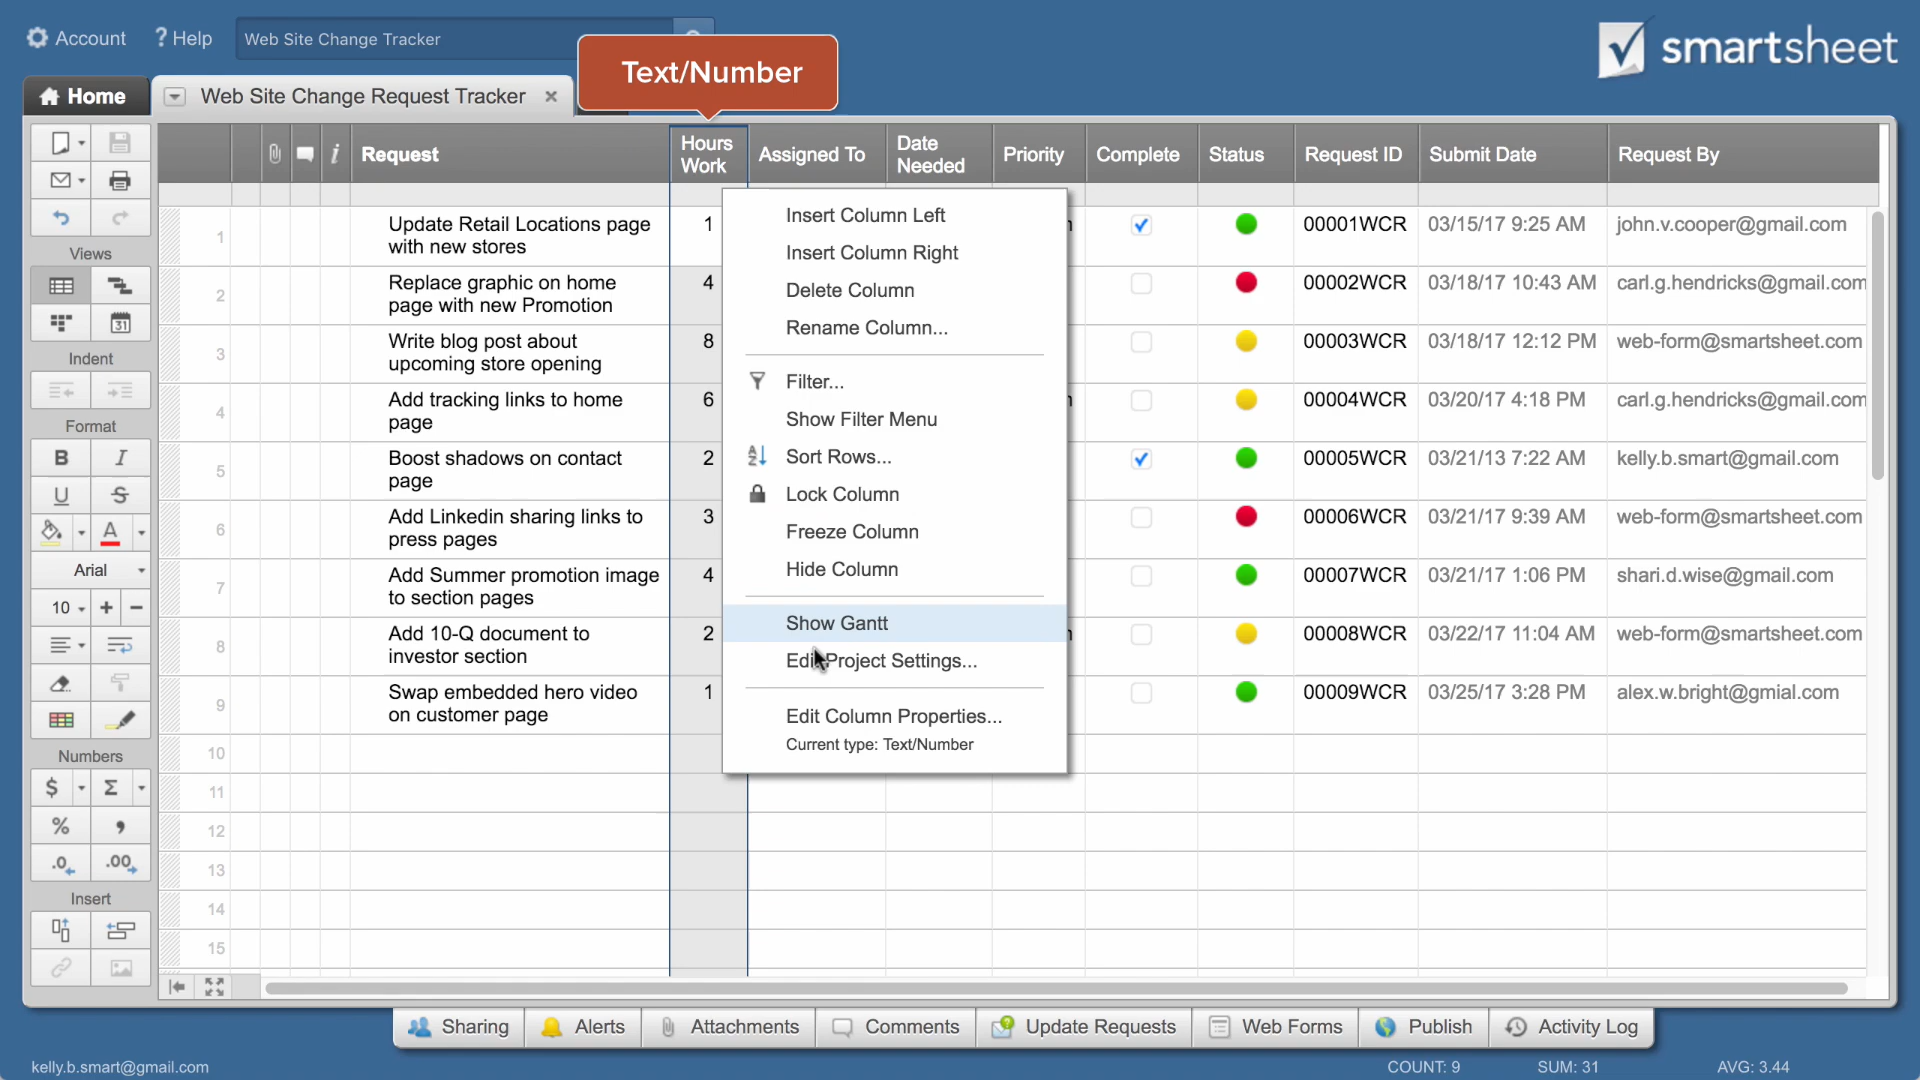 Account
? Help
Web Site Change Tracker
smartsheet
Text/Number
Home
Web Site Change Request Tracker
Request
Hours Work
Assigned To
Date Needed
Priority
Complete
Status
Request ID
Submit Date
Request By
Views
31
Indent
Format
B
I
U
S
A
Arial
10
+
−
Numbers
$
Σ
%
,
.0
.00
Insert
1
Update Retail Locations page
with new stores
1
00001WCR
03/15/17 9:25 AM
john.v.cooper@gmail.com
2
Replace graphic on home
page with new Promotion
4
00002WCR
03/18/17 10:43 AM
carl.g.hendricks@gmail.com
3
Write blog post about
upcoming store opening
8
00003WCR
03/18/17 12:12 PM
web-form@smartsheet.com
4
Add tracking links to home
page
6
00004WCR
03/20/17 4:18 PM
carl.g.hendricks@gmail.com
5
Boost shadows on contact
page
2
00005WCR
03/21/13 7:22 AM
kelly.b.smart@gmail.com
6
Add Linkedin sharing links to
press pages
3
00006WCR
03/21/17 9:39 AM
web-form@smartsheet.com
7
Add Summer promotion image
to section pages
4
00007WCR
03/21/17 1:06 PM
shari.d.wise@gmail.com
8
Add 10-Q document to
investor section
2
00008WCR
03/22/17 11:04 AM
web-form@smartsheet.com
9
Swap embedded hero video
on customer page
1
00009WCR
03/25/17 3:28 PM
alex.w.bright@gmial.com
10
11
12
13
14
15
Insert Column Left
Insert Column Right
Delete Column
Rename Column...
Filter...
Show Filter Menu
Sort Rows...
Lock Column
Freeze Column
Hide Column
Show Gantt
Edit Project Settings...
Edit Column Properties...
Current type: Text/Number
Sharing
Alerts
Attachments
Comments
Update Requests
Web Forms
Publish
Activity Log
kelly.b.smart@gmail.com
COUNT: 9
SUM: 31
AVG: 3.44